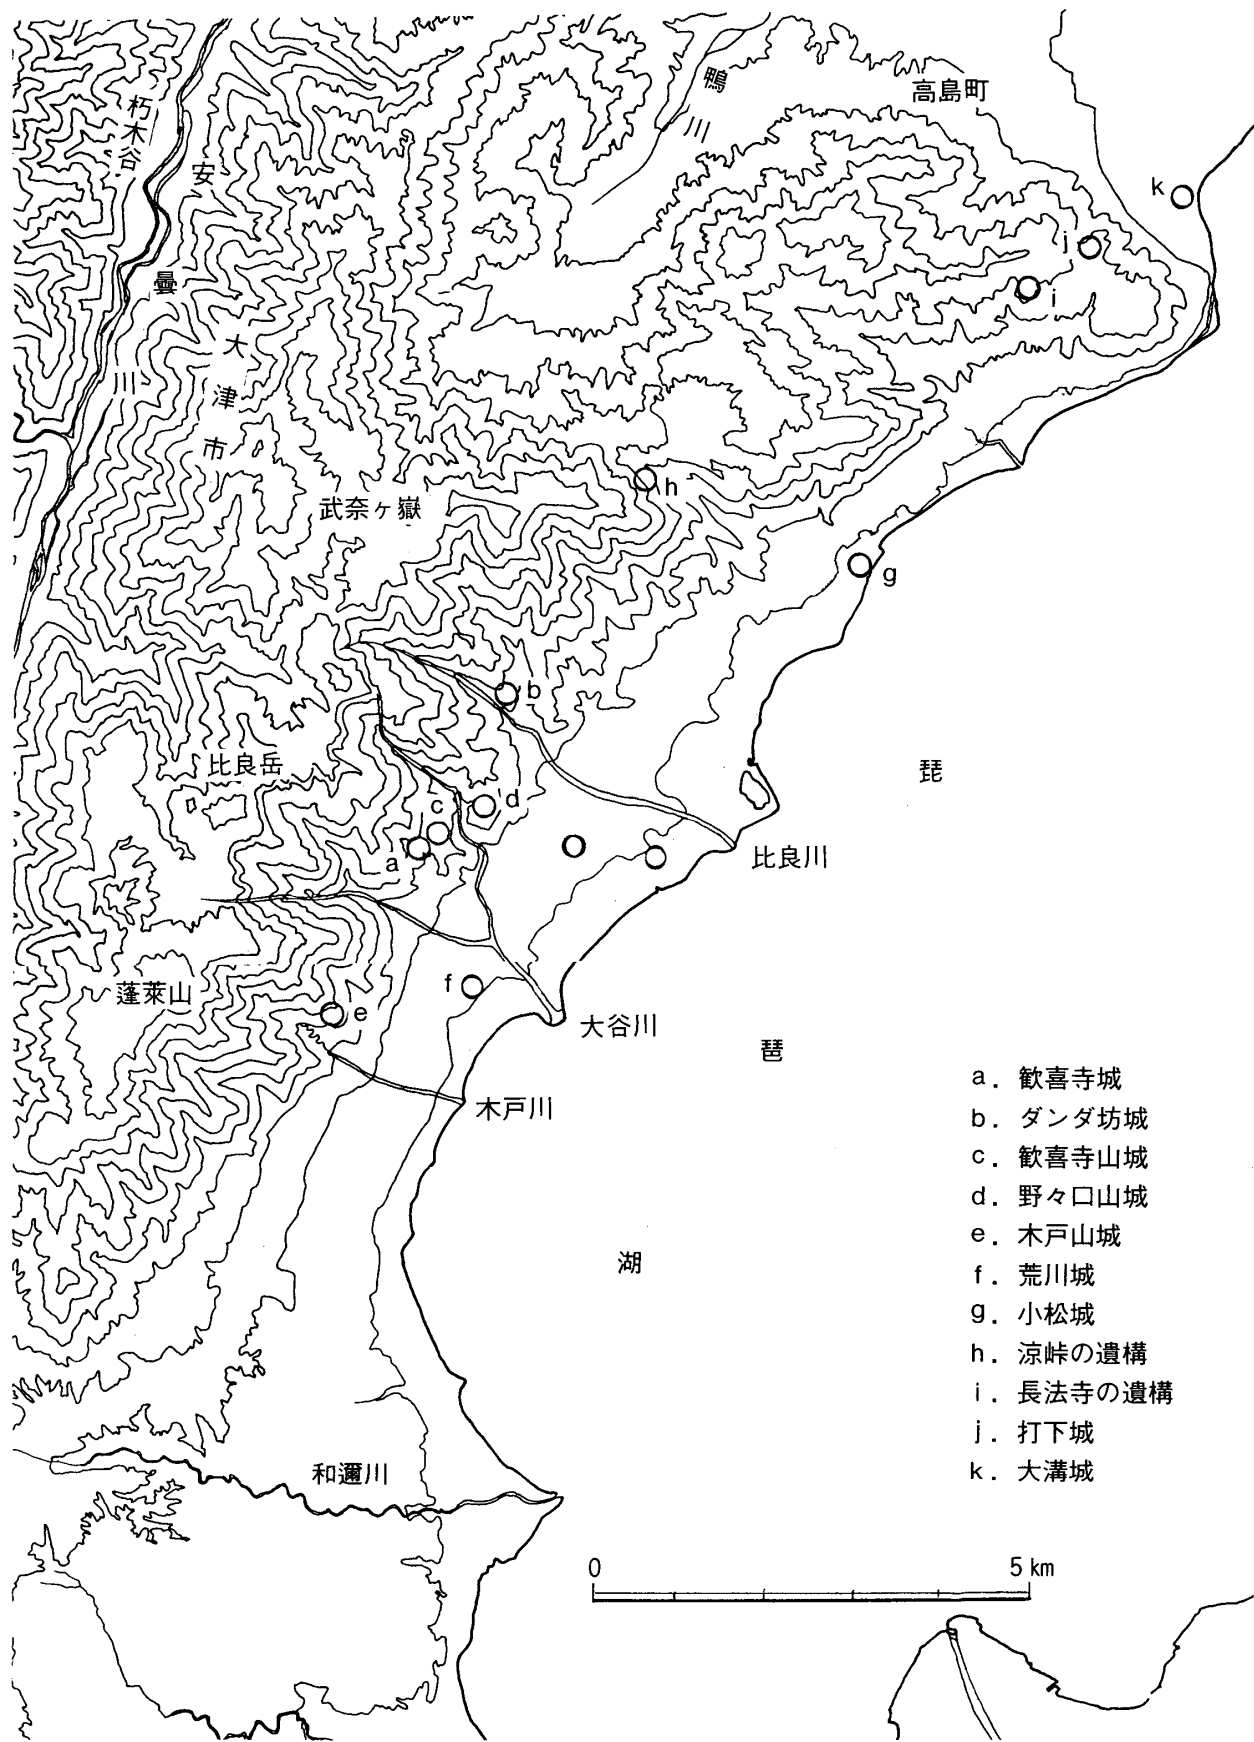 鴨川
高島町
朽木谷
安曇川
k
j
i
大津市
武奈ヶ嶽
h
g
b
比良岳
琵琶湖
c
d
a
比良川
蓬萊山
f
e
大谷川
木戸川
a. 歓喜寺城
b. ダンダ坊城
c. 歓喜寺山城
d. 野々口山城
e. 木戸山城
f. 荒川城
g. 小松城
h. 涼峠の遺構
i. 長法寺の遺構
j. 打下城
k. 大溝城
和邇川
0 5km